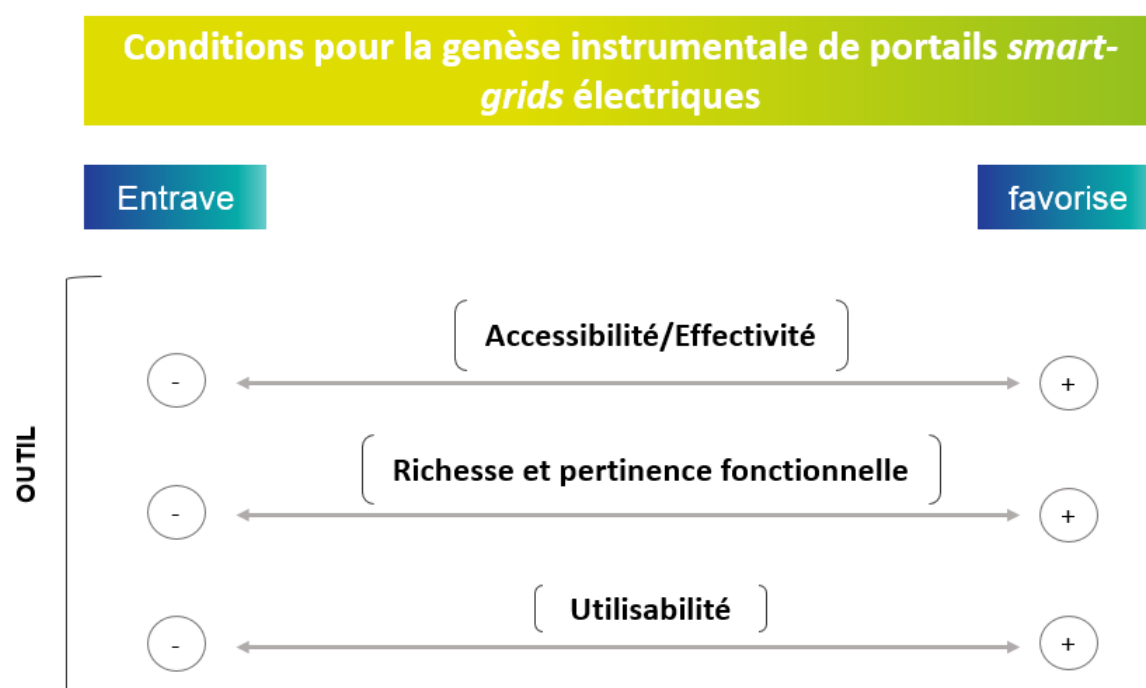 Conditions pour la genèse instrumentale de portails smart-
grids électriques
Entrave
favorise
OUTIL
Accessibilité/Effectivité
-
+
Richesse et pertinence fonctionnelle
-
+
Utilisabilité
-
+